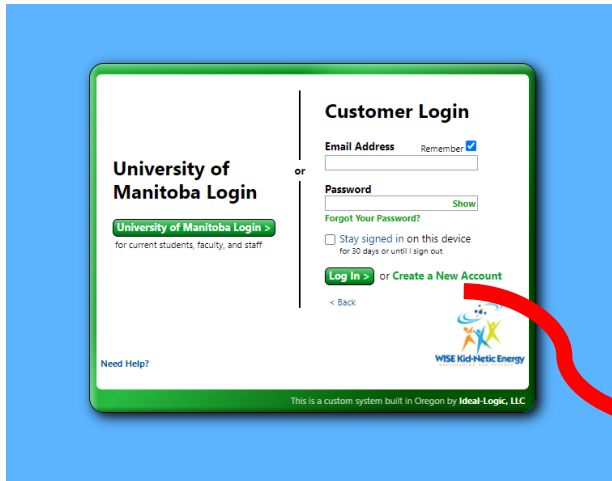 University of
Manitoba Login
University of Manitoba Login >
for current students, faculty, and staff
or
Customer Login
Email Address Remember
Password
Show
Forgot Your Password?
Stay signed in on this device
for 30 days or until I sign out
Log In > or Create a New Account
< Back
WISE Kid-Netic Energy
Need Help?
This is a custom system built in Oregon by Ideal-Logic, LLC